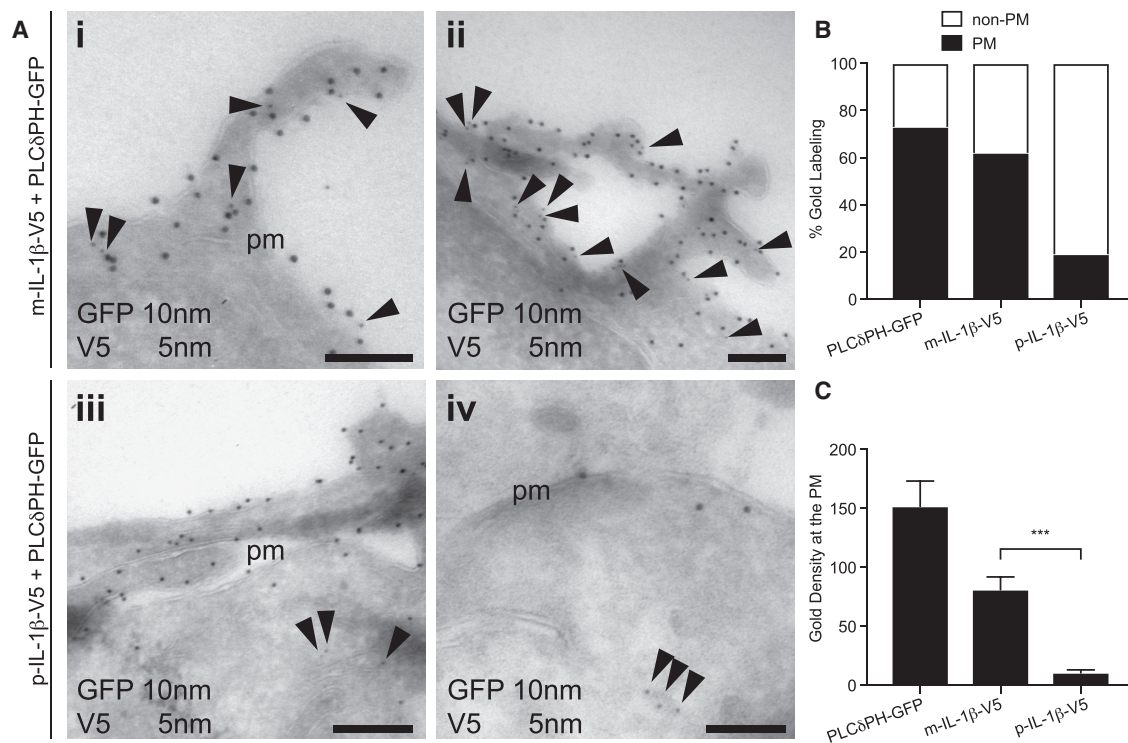 A
m-IL-1β-V5 + PLCδPH-GFP
i
pm
GFP 10nm
V5 5nm
ii
GFP 10nm
V5 5nm
p-IL-1β-V5 + PLCδPH-GFP
iii
pm
GFP 10nm
V5 5nm
iv
pm
GFP 10nm
V5 5nm
B
non-PM
PM
% Gold Labeling
100
80
60
40
20
0
PLCδPH-GFP
m-IL-1β-V5
p-IL-1β-V5
C
Gold Density at the PM
200
150
100
50
0
***
PLCδPH-GFP
m-IL-1β-V5
p-IL-1β-V5